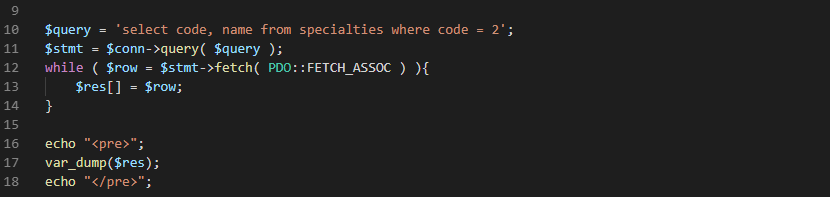 9
10 $query = 'select code, name from specialties where code = 2';
11 $stmt = $conn->query( $query );
12 while ( $row = $stmt->fetch( PDO::FETCH_ASSOC ) ){
13 $res[] = $row;
14 }
15
16 echo "<pre>";
17 var_dump($res);
18 echo "</pre>";